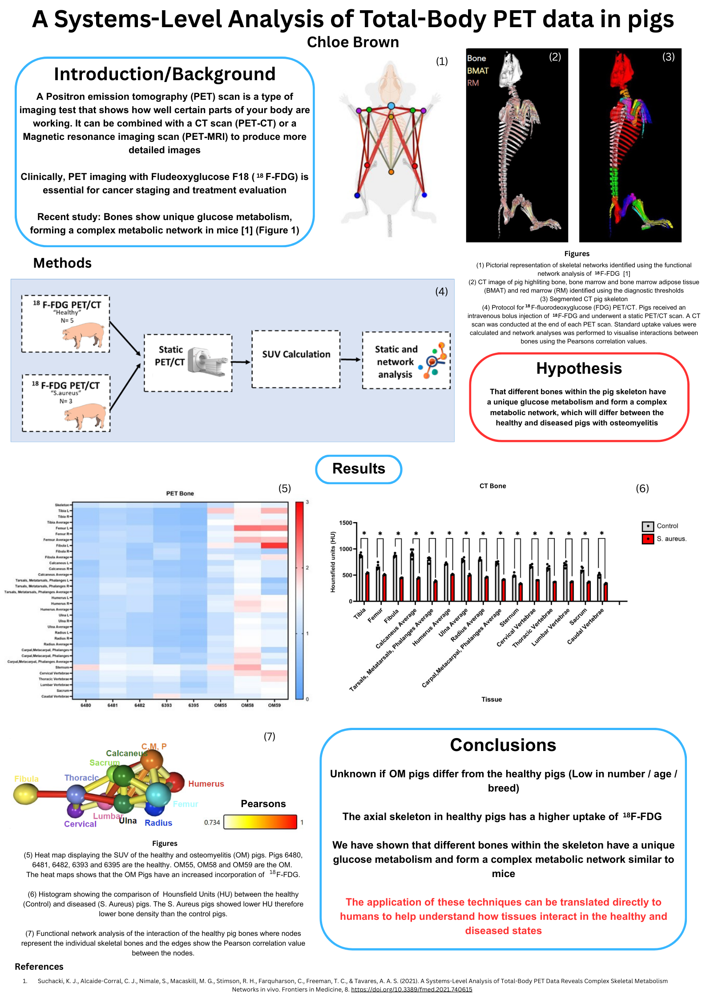 A Systems-Level Analysis of Total-Body PET data in pigs
Chloe Brown
Introduction/Background
A Positron emission tomography (PET) scan is a type of
imaging test that shows how well certain parts of your body are
working. It can be combined with a CT scan (PET-CT) or a
Magnetic resonance imaging scan (PET-MRI) to produce more
detailed images
Clinically, PET imaging with Fludeoxyglucose F18 ( 18 F-FDG) is
essential for cancer staging and treatment evaluation
Recent study: Bones show unique glucose metabolism,
forming a complex metabolic network in mice [1] (Figure 1)
(1)
Bone
BMAT
RM
(2)
(3)
Figures
(1) Pictorial representation of skeletal networks identified using the functional
network analysis of 18F-FDG [1]
(2) CT image of pig highliting bone, bone marrow and bone marrow adipose tissue
(BMAT) and red marrow (RM) identified using the diagnostic thresholds
(3) Segmented CT pig skeleton
(4) Protocol for 18 F-fluorodeoxyglucose (FDG) PET/CT. Pigs received an
intravenous bolus injection of 18F-FDG and underwent a static PET/CT scan. A CT
scan was conducted at the end of each PET scan. Standard uptake values were
calculated and network analyses was performed to visualise interactions between
bones using the Pearsons correlation values.
Methods
(4)
18 F-FDG PET/CT
“Healthy”
N= 5
18 F-FDG PET/CT
“S.aureus”
N= 3
Static
PET/CT
SUV Calculation
Static and
network
analysis
Hypothesis
That different bones within the pig skeleton have
a unique glucose metabolism and form a complex
metabolic network, which will differ between the
healthy and diseased pigs with osteomyelitis
Results
(5)
PET Bone
Skeleton
Tibia L
Tibia R
Tibia Average
Femur L
Femur R
Fermur Average
Fibula L
Fibula R
Fibula Average
Calcaneus L
Calcaneus R
Calcaneus Average
Tarsals, Metatarsals, Phalanges L
Tarsals, Metatarsals, Phalanges R
Tarsals, Metatarsals, Phalanges Average
Humerus L
Humerus R
Humerus Average
Ulna L
Ulna R
Ulna Average
Radius L
Radius R
Radius Average
Carpal,Metacarpal, Phalanges
Carpal,Metacarpal, Phalanges
Carpal,Metacarpal, Phalanges Average
Sternum
Cervical Vertebrae
Thoracic Vertebrae
Lumbar Vertebrae
Sacrum
Caudal Vertebrae
6480 6481 6482 6393 6395 OM55 OM58 OM59
3
2
1
0
CT Bone
(6)
Hounsfield units (HU)
1500
1000
500
0
* * * * * * * * * * * * * * *
Control
S. aureus.
Tibia
Femur
Fibula
Calcaneus Average
Tarsals, Metatarsals, Phalanges Average
Humerus Average
Ulna Average
Radius Average
Carpal,Metacarpal, Phalanges Average
Sternum
Cervical Vertebrae
Thoracic Vertebrae
Lumbar Vertebrae
Sacrum
Caudal Vertebrae
Tissue
(7)
C,M, P
Calcaneus
Sacrum
Thoracic
Fibula
Humerus
Femur
Lumbar
Ulna
Radius
Cervical
Pearsons
0.734 1
Figures
(5) Heat map displaying the SUV of the healthy and osteomyelitis (OM) pigs. Pigs 6480,
6481, 6482, 6393 and 6395 are the healthy. OM55, OM58 and OM59 are the OM.
The heat maps shows that the OM Pigs have an increased incorporation of 18F-FDG.
(6) Histogram showing the comparison of Hounsfield Units (HU) between the healthy
(Control) and diseased (S. Aureus) pigs. The S. Aureus pigs showed lower HU therefore
lower bone density than the control pigs.
(7) Functional network analysis of the interaction of the healthy pig bones where nodes
represent the individual skeletal bones and the edges show the Pearson correlation value
between the nodes.
Conclusions
Unknown if OM pigs differ from the healthy pigs (Low in number / age /
breed)
The axial skeleton in healthy pigs has a higher uptake of 18F-FDG
We have shown that different bones within the skeleton have a unique
glucose metabolism and form a complex metabolic network similar to
mice
The application of these techniques can be translated directly to
humans to help understand how tissues interact in the healthy and
diseased states
References
1. Suchacki, K. J., Alcaide-Corral, C. J., Nimale, S., Macaskill, M. G., Stimson, R. H., Farquharson, C., Freeman, T. C., & Tavares, A. A. S. (2021). A Systems-Level Analysis of Total-Body PET Data Reveals Complex Skeletal Metabolism
Networks in vivo. Frontiers in Medicine, 8. https://doi.org/10.3389/fmed.2021.740615